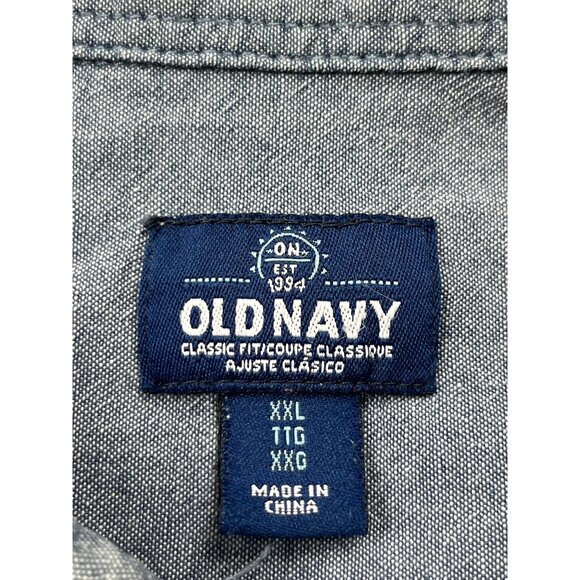 ON
EST
1994
OLD NAVY
CLASSIC FIT/COUPE CLASSIQUE
AJUSTE CLÁSICO
XXL
TTG
XXG
MADE IN
CHINA